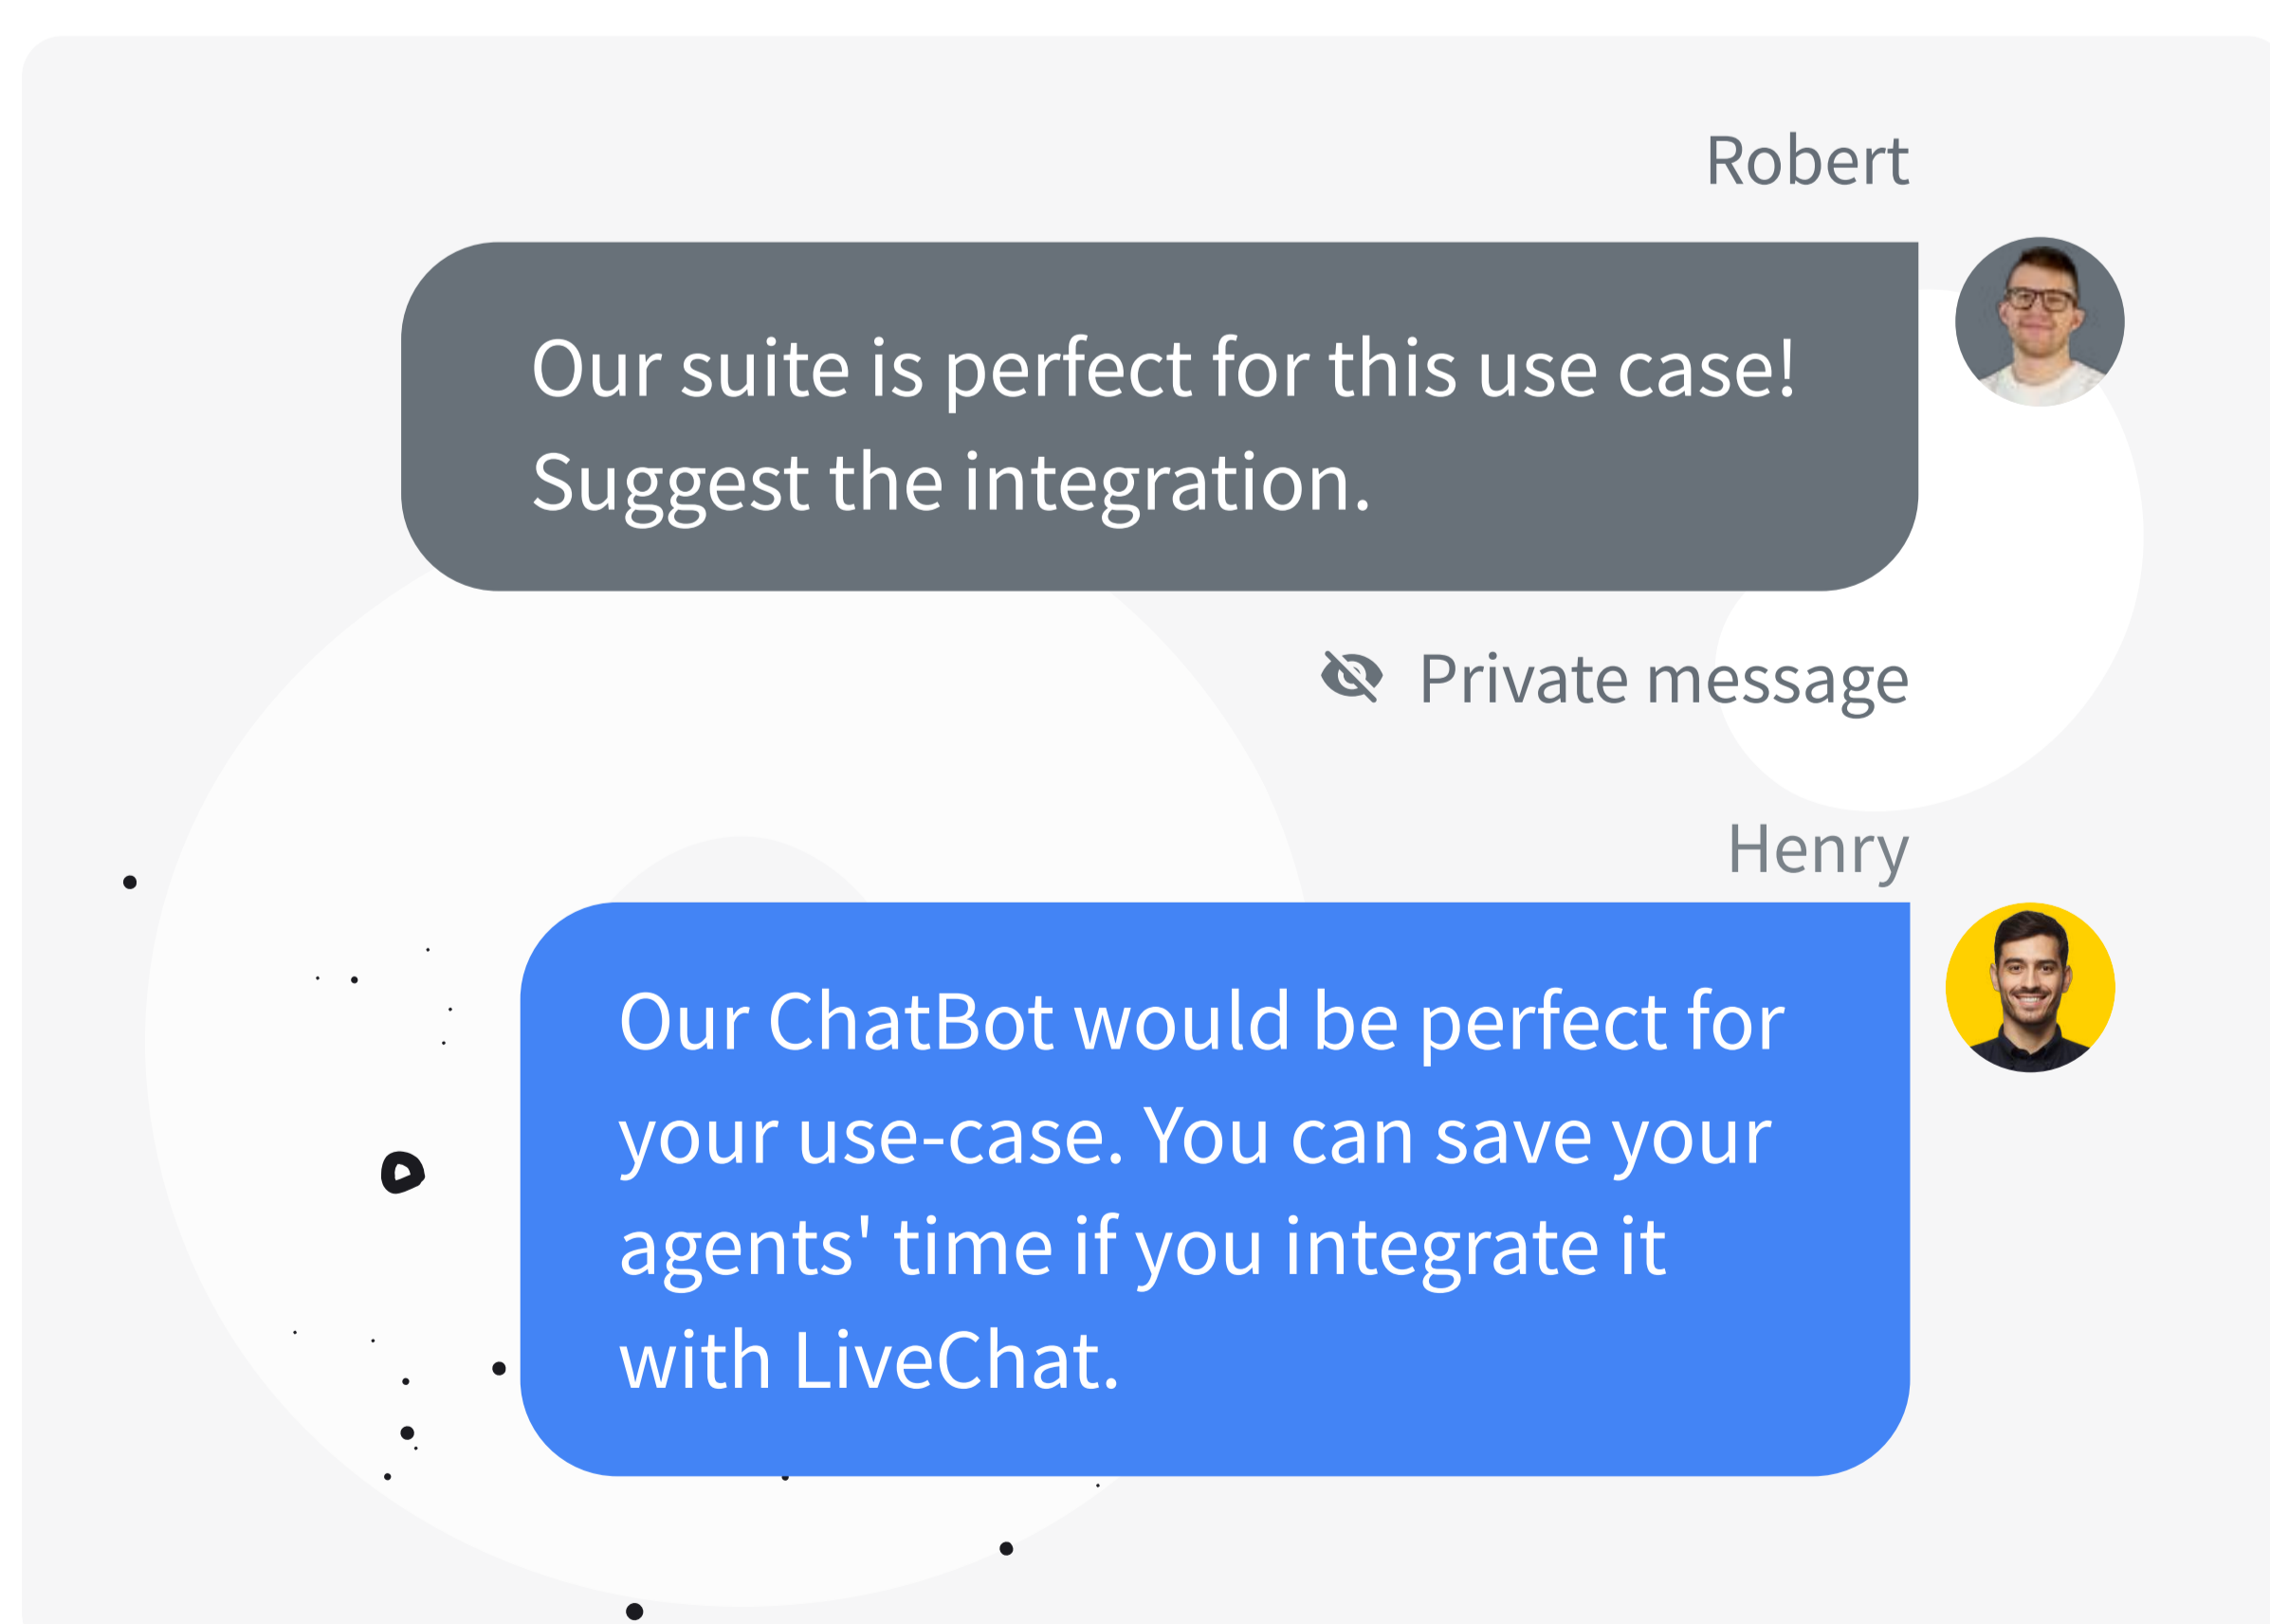 Robert
Our suite is perfect for this use case!
Suggest the integration.
Private message
Henry
Our ChatBot would be perfect for
your use-case. You can save your
agents' time if you integrate it
with LiveChat.